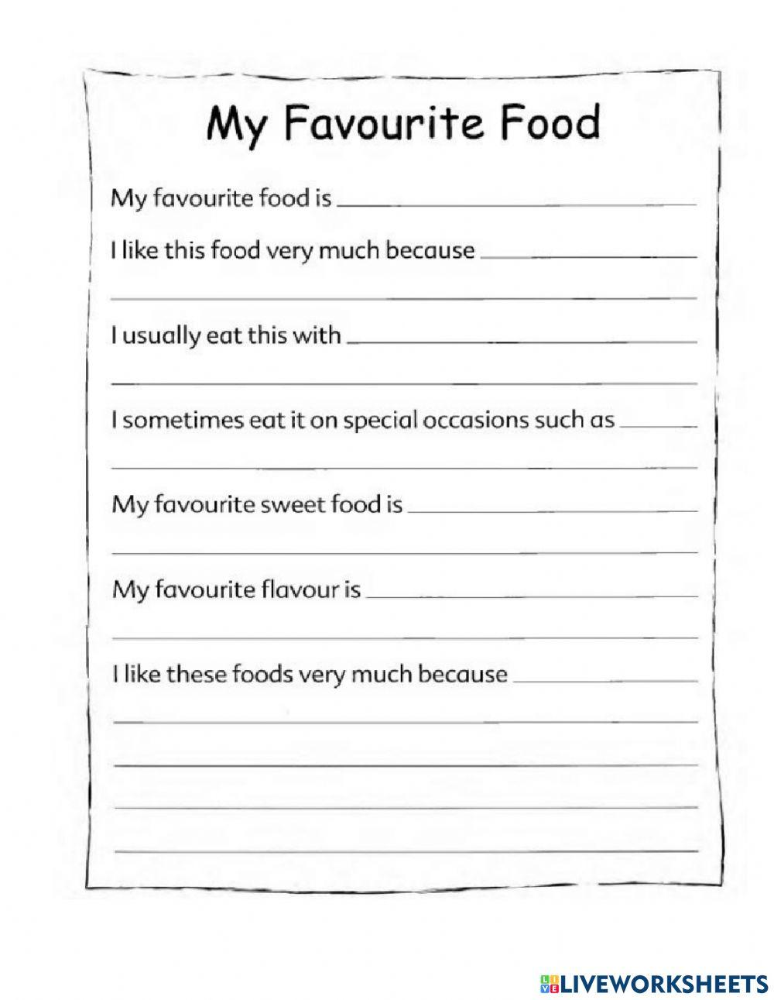 My Favourite Food
My favourite food is
I like this food very much because
I usually eat this with
I sometimes eat it on special occasions such as
My favourite sweet food is
My favourite flavour is
I like these foods very much because
LIVE LIVEWORKSHEETS